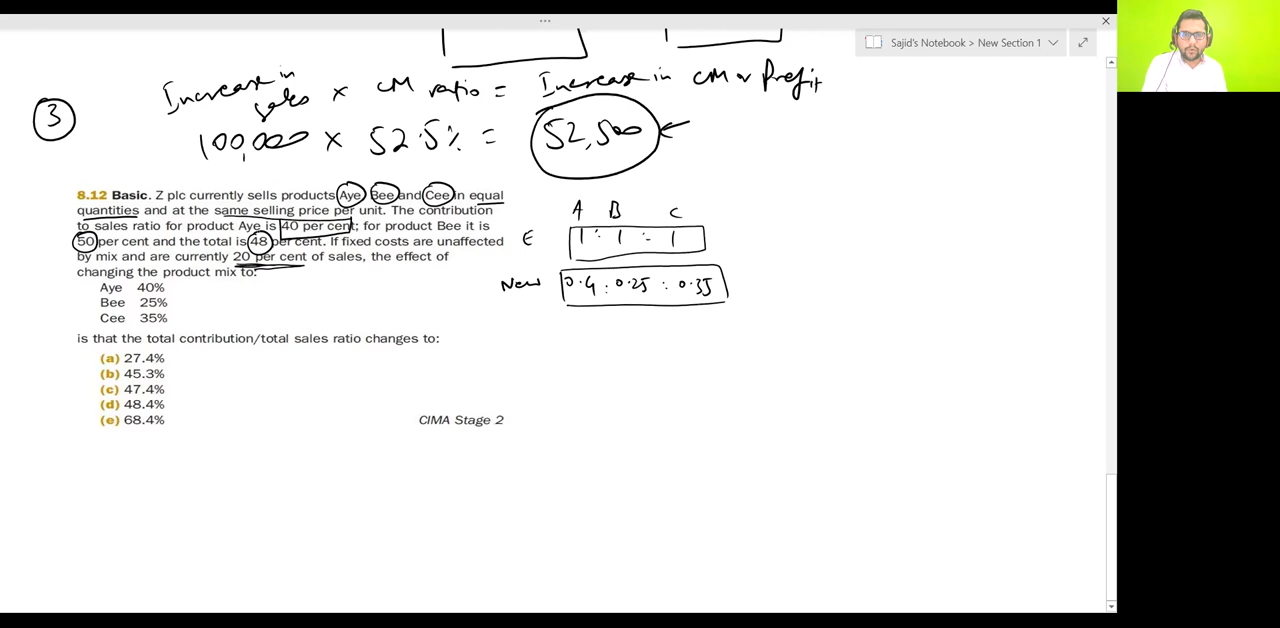 Sajid's Notebook > New Section 1
Increase in sales × CM ratio = Increase in CM or Profit
3
100,000 × 52.5% = 52,500
8.12 Basic. Z plc currently sells products Aye, Bee and Cee in equal
quantities and at the same selling price per unit. The contribution
to sales ratio for product Aye is 40 per cent; for product Bee it is
50 per cent and the total is 48 per cent. If fixed costs are unaffected
by mix and are currently 20 per cent of sales, the effect of
changing the product mix to:
Aye 40%
Bee 25%
Cee 35%
is that the total contribution/total sales ratio changes to:
(a) 27.4%
(b) 45.3%
(c) 47.4%
(d) 48.4%
(e) 68.4%
CIMA Stage 2
A B C
E 1 : 1 : 1
New 0.4 : 0.25 : 0.35